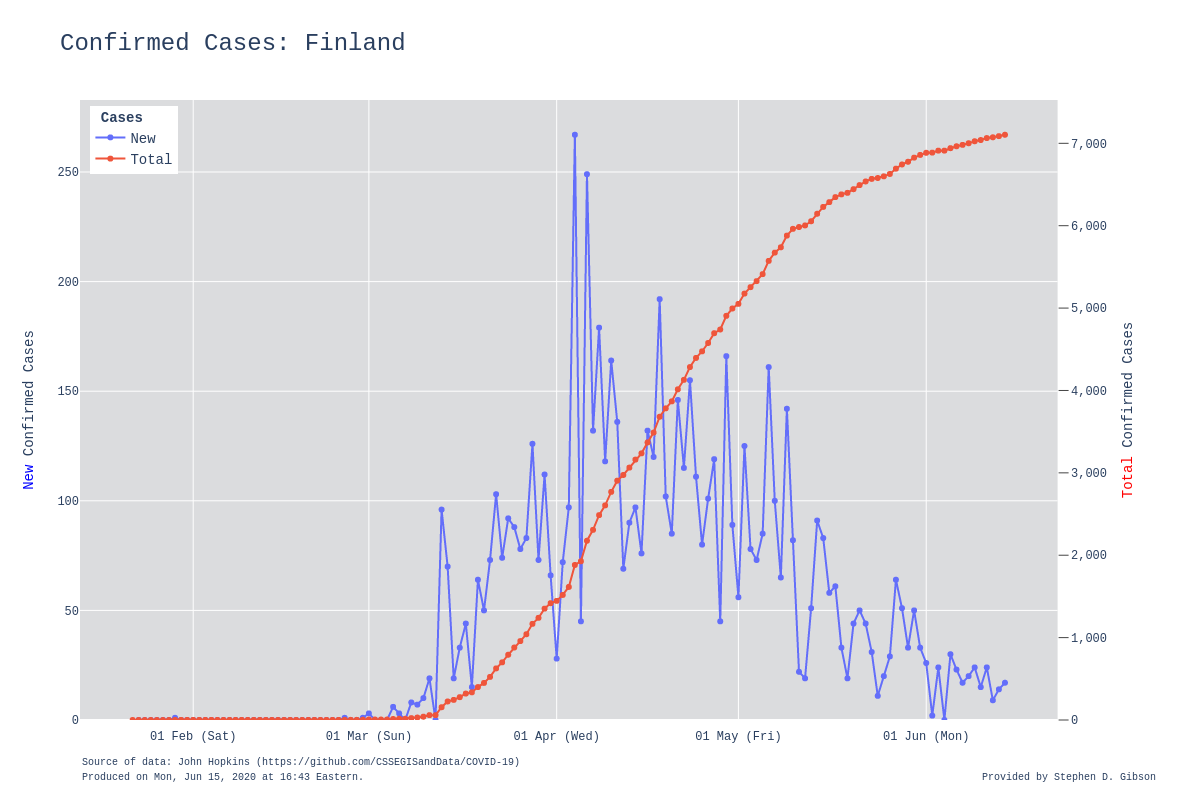 Confirmed Cases: Finland
Cases
New
Total
250
200
150
100
50
0
7,000
6,000
5,000
4,000
3,000
2,000
1,000
0
New Confirmed Cases
Total Confirmed Cases
01 Feb (Sat)
01 Mar (Sun)
01 Apr (Wed)
01 May (Fri)
01 Jun (Mon)
Source of data: John Hopkins (https://github.com/CSSEGISandData/COVID-19)
Produced on Mon, Jun 15, 2020 at 16:43 Eastern.
Provided by Stephen D. Gibson